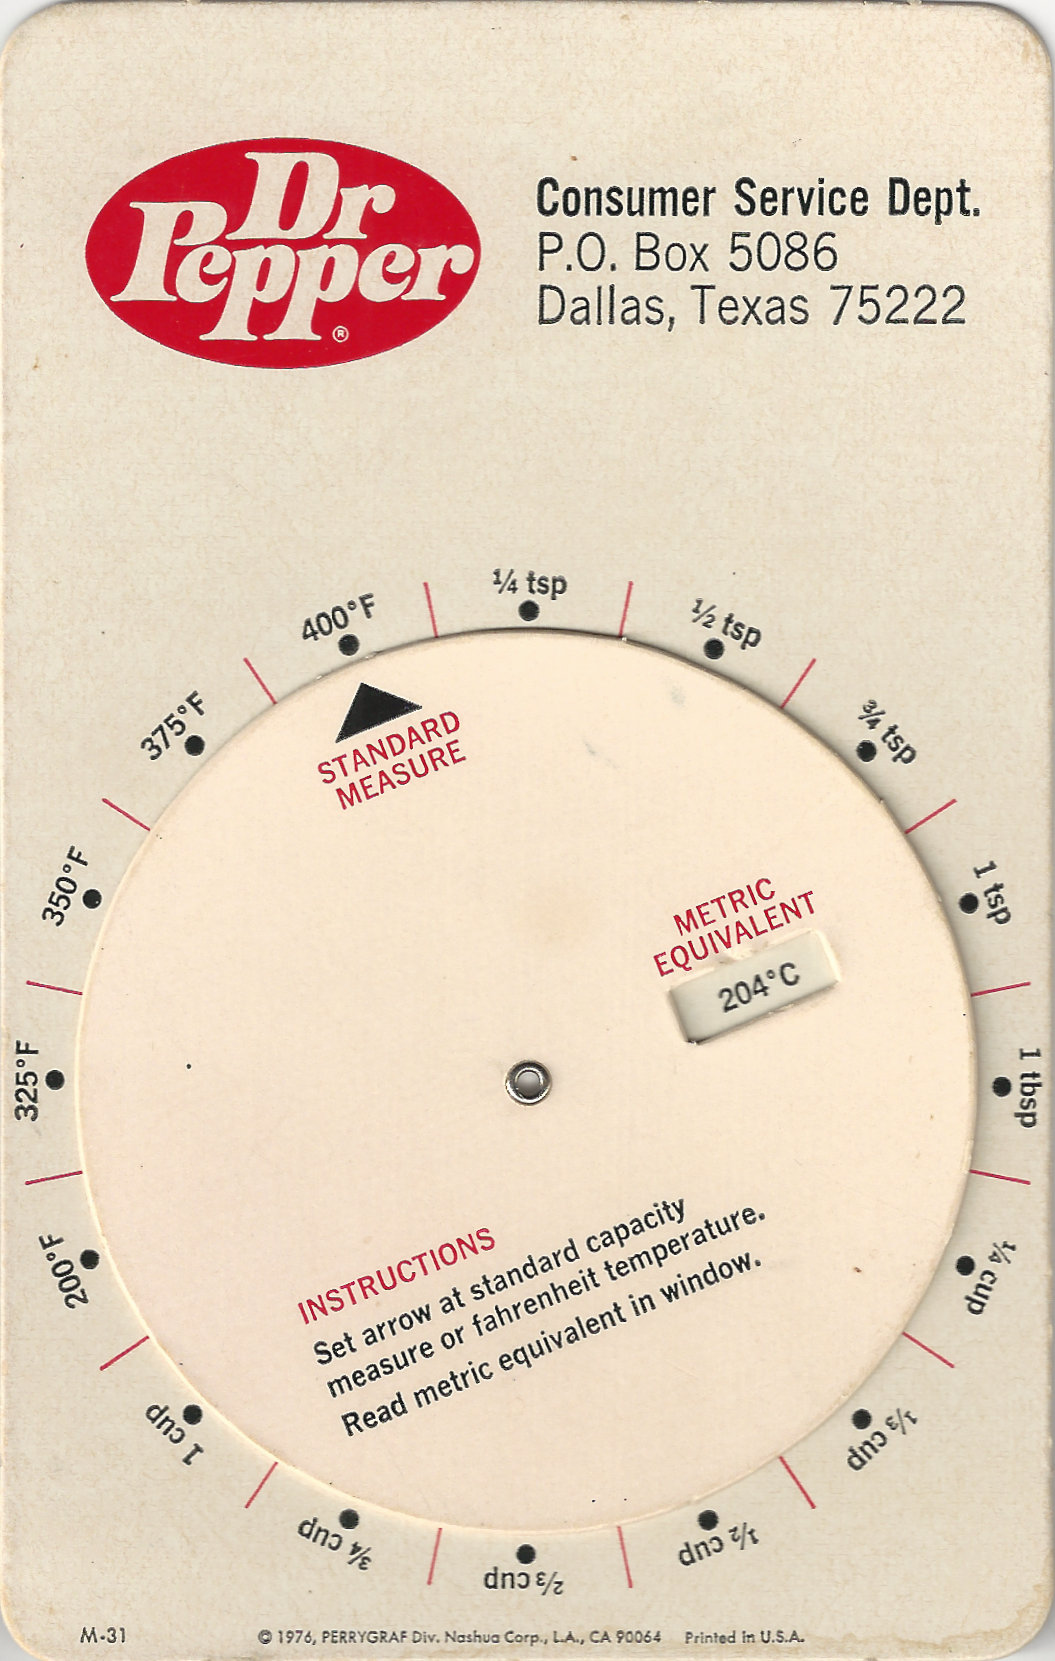 Dr
Pepper
®
Consumer Service Dept.
P.O. Box 5086
Dallas, Texas 75222
¼ tsp
½ tsp
¾ tsp
1 tsp
1 tbsp
¼ cup
⅓ cup
½ cup
⅔ cup
¾ cup
1 cup
200°F
325°F
350°F
375°F
400°F
STANDARD
MEASURE
METRIC
EQUIVALENT
204°C
INSTRUCTIONS
Set arrow at standard capacity
measure or fahrenheit temperature.
Read metric equivalent in window.
M-31
© 1976, PERRYGRAF Div. Nashua Corp., L.A., CA 90064 Printed in U.S.A.